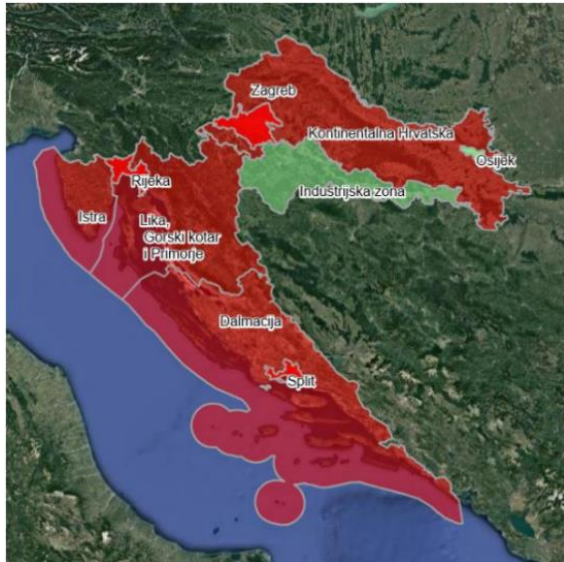 Zagreb
Kontinentalna Hrvatska
Osijek
Rijeka
Industrijska zona
Istra
Lika,
Gorski kotar
i Primorje
Dalmacija
Split